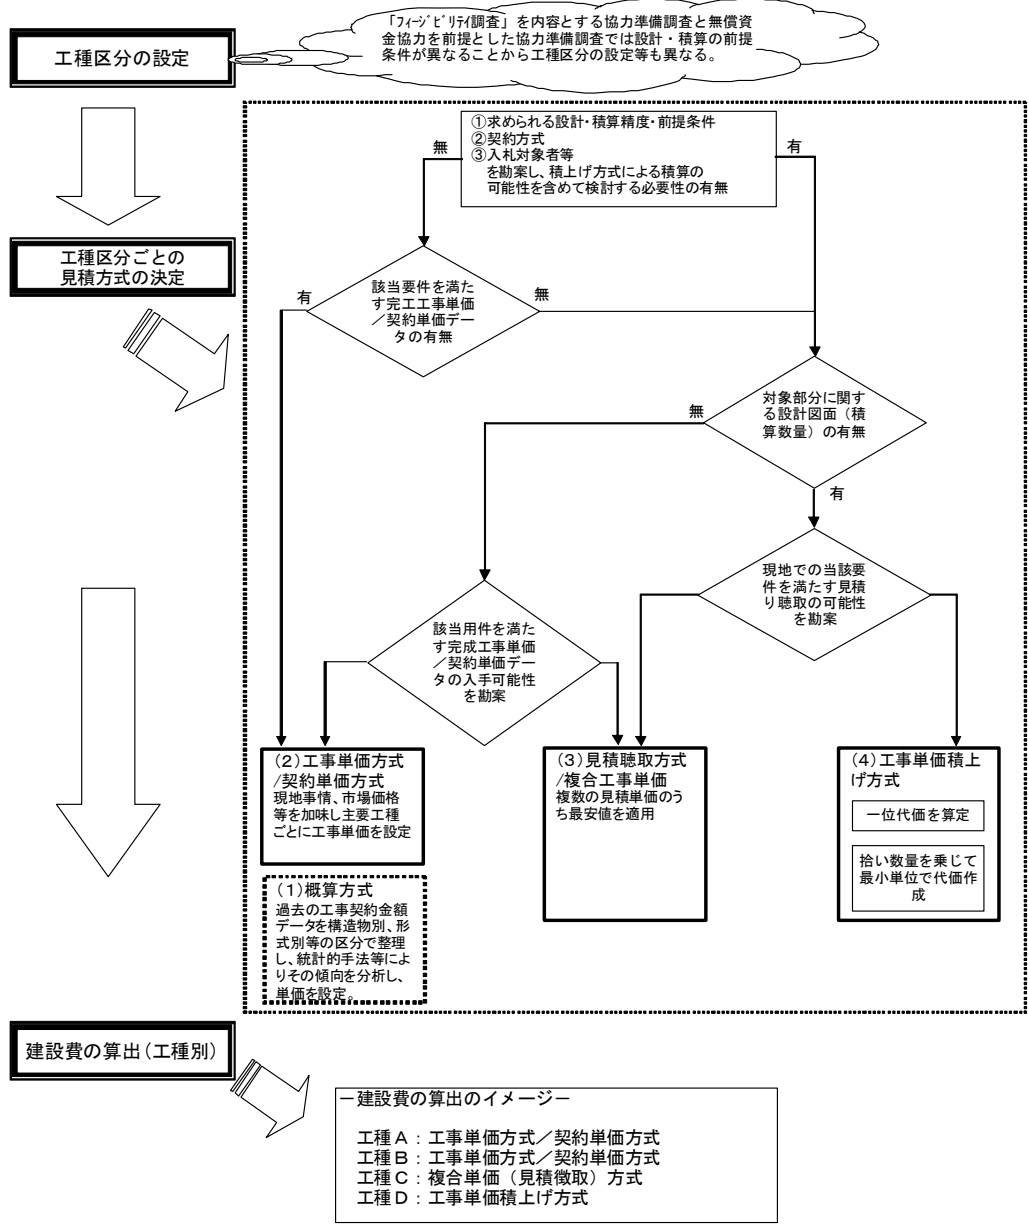 「フィージビリティ調査」を内容とする協力準備調査と無償資
金協力を前提とした協力準備調査では設計・積算の前提
条件が異なることから工種区分の設定等も異なる。
工種区分の設定
①求められる設計・積算精度・前提条件
②契約方式
③入札対象者等
を勘案し、積上げ方式による積算の
可能性を含めて検討する必要性の有無
無
有
工種区分ごとの
見積方式の決定
該当要件を満た
す完工工事単価
／契約単価デー
タの有無
有
無
対象部分に関す
る設計図面（積
算数量）の有無
無
有
現地での当該要
件を満たす見積
り聴取の可能性
を勘案
該当用件を満た
す完成工事単価
／契約単価デー
タの入手可能性
を勘案
（２）工事単価方式
/契約単価方式
現地事情、市場価格
等を加味し主要工種
ごとに工事単価を設定
（３）見積聴取方式
/複合工事単価
複数の見積単価のう
ち最安値を適用
（４）工事単価積上
げ方式
一位代価を算定
拾い数量を乗じて
最小単位で代価作
成
（１）概算方式
過去の工事契約金額
データを構造物別、形
式別等の区分で整理
し、統計的手法等によ
りその傾向を分析し、
単価を設定。
建設費の算出（工種別）
－建設費の算出のイメージ－
工種Ａ：工事単価方式／契約単価方式
工種Ｂ：工事単価方式／契約単価方式
工種Ｃ：複合単価（見積徴取）方式
工種Ｄ：工事単価積上げ方式